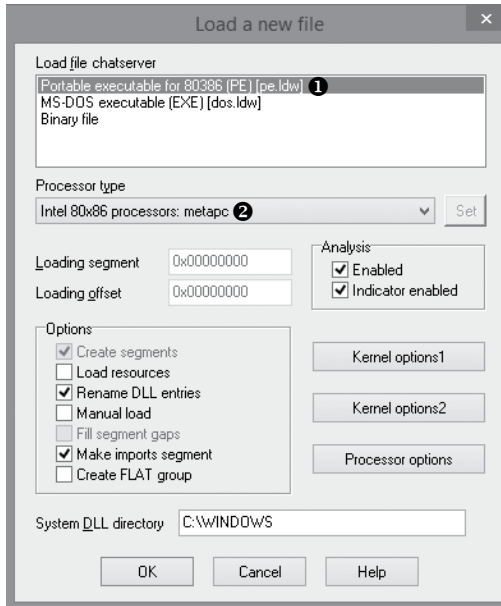 Load a new file
×
Load file chatserver
Portable executable for 80386 (PE) [pe.ldw] ❶
MS-DOS executable (EXE) [dos.ldw]
Binary file
Processor type
Intel 80x86 processors: metapc ❷ Set
Loading segment 0x00000000
Loading offset 0x00000000
Analysis
Enabled
Indicator enabled
Options
Create segments
Load resources
Rename DLL entries
Manual load
Fill segment gaps
Make imports segment
Create FLAT group
Kernel options1
Kernel options2
Processor options
System DLL directory C:\WINDOWS
OK Cancel Help